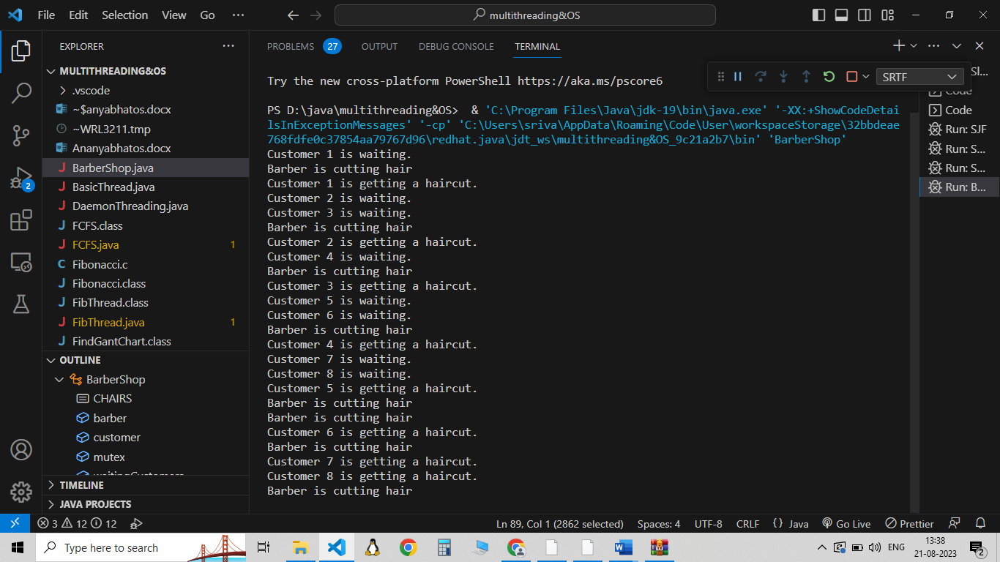 File Edit Selection View Go ··· multithreading&OS
EXPLORER ···
MULTITHREADING&OS
.vscode
~$anyabhatos.docx
~WRL3211.tmp
Ananyabhatos.docx
BarberShop.java
BasicThread.java
DaemonThreading.java
FCFS.class
FCFS.java 1
Fibonacci.c
Fibonacci.class
FibThread.class
FibThread.java 1
FindGantChart.class
OUTLINE
BarberShop
CHAIRS
barber
customer
mutex
TIMELINE
JAVA PROJECTS
2
PROBLEMS 27 OUTPUT DEBUG CONSOLE TERMINAL
SRTF
Try the new cross-platform PowerShell https://aka.ms/pscore6
PS D:\java\multithreading&OS> & 'C:\Program Files\Java\jdk-19\bin\java.exe' '-XX:+ShowCodeDetai
lsInExceptionMessages' '-cp' 'C:\Users\sriva\AppData\Roaming\Code\User\workspaceStorage\32bbdeae
768fdfe0c37854aa79767d96\redhat.java\jdt_ws\multithreading&OS_9c21a2b7\bin' 'BarberShop'
Customer 1 is waiting.
Barber is cutting hair
Customer 1 is getting a haircut.
Customer 2 is waiting.
Customer 3 is waiting.
Barber is cutting hair
Customer 2 is getting a haircut.
Customer 4 is waiting.
Barber is cutting hair
Customer 3 is getting a haircut.
Customer 5 is waiting.
Customer 6 is waiting.
Barber is cutting hair
Customer 4 is getting a haircut.
Customer 7 is waiting.
Customer 8 is waiting.
Customer 5 is getting a haircut.
Barber is cutting hair
Barber is cutting hair
Customer 6 is getting a haircut.
Barber is cutting hair
Customer 7 is getting a haircut.
Customer 8 is getting a haircut.
Barber is cutting hair
Code
Code
Run: SJF
Run: S...
Run: S...
Run: B...
3 12 12 Ln 89, Col 1 (2862 selected) Spaces: 4 UTF-8 CRLF {} Java Go Live Prettier
Type here to search
ENG
13:38
21-08-2023
2